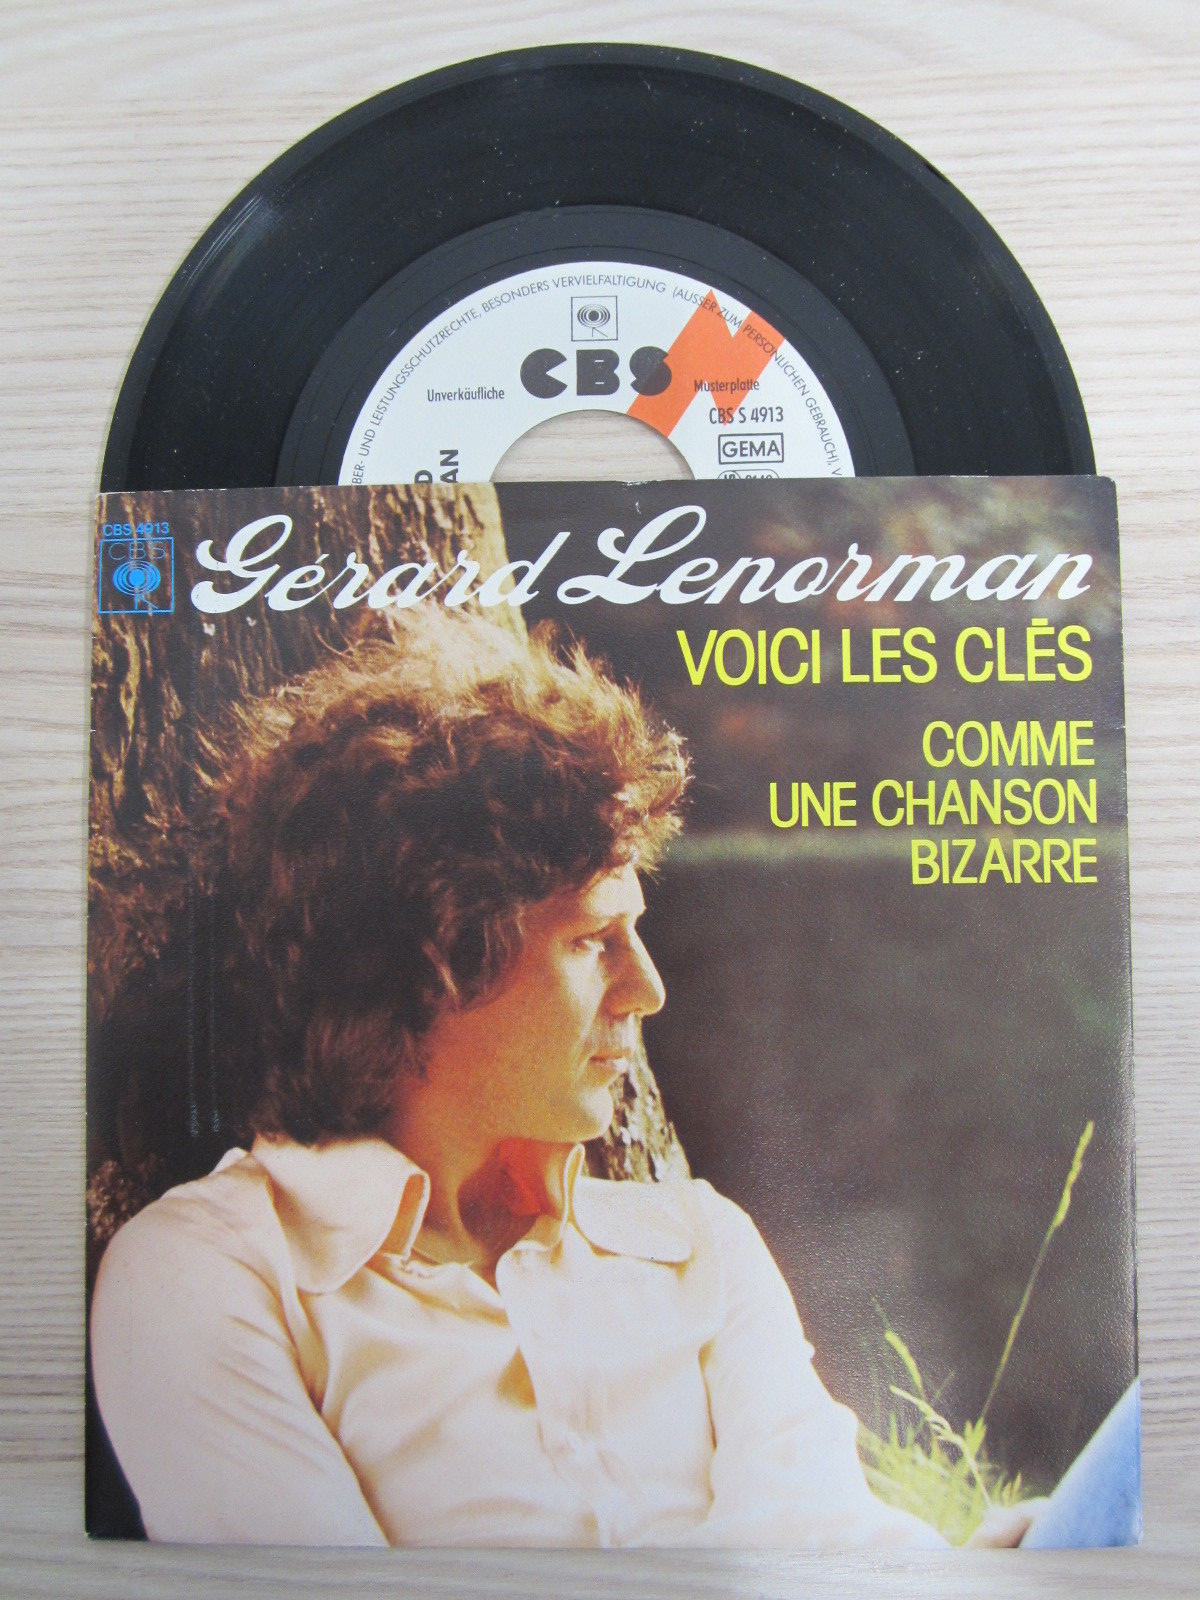 BER- UND LEISTUNGSSCHUTZRECHTE, BESONDERS VERVIELFÄLTIGUNG (AUSSER ZUM PERSÖNLICHEN GEBRAUCH), V
CBS
Unverkäufliche
Musterplatte
CBS S 4913
GEMA
D
AN
CBS 4913
CBS
Gérard Lenorman
VOICI LES CLÉS
COMME
UNE CHANSON
BIZARRE